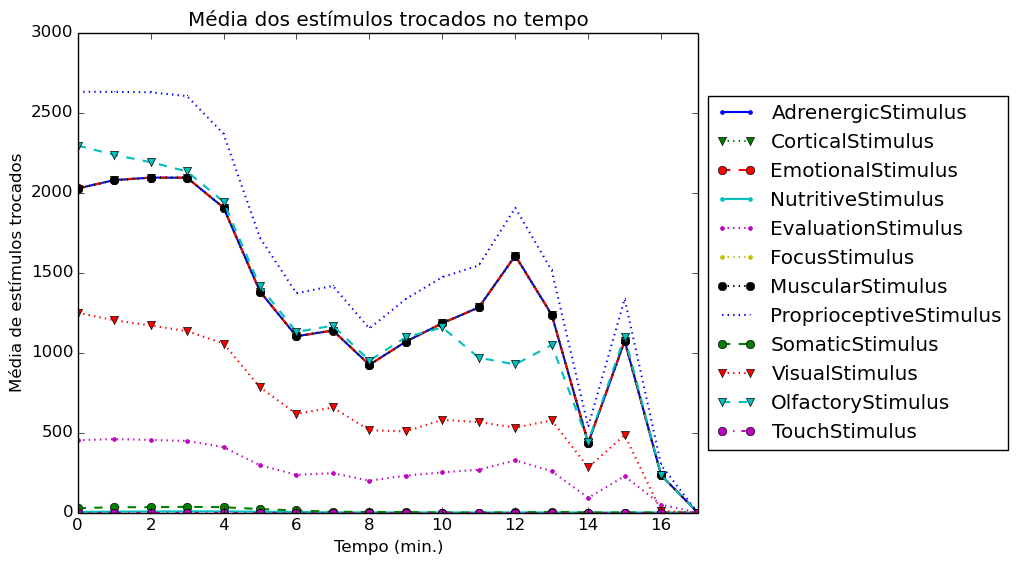 Média dos estímulos trocados no tempo
3000
2500
2000
1500
1000
500
0
Média de estímulos trocados
0 2 4 6 8 10 12 14 16
Tempo (min.)
AdrenergicStimulus
CorticalStimulus
EmotionalStimulus
NutritiveStimulus
EvaluationStimulus
FocusStimulus
MuscularStimulus
ProprioceptiveStimulus
SomaticStimulus
VisualStimulus
OlfactoryStimulus
TouchStimulus